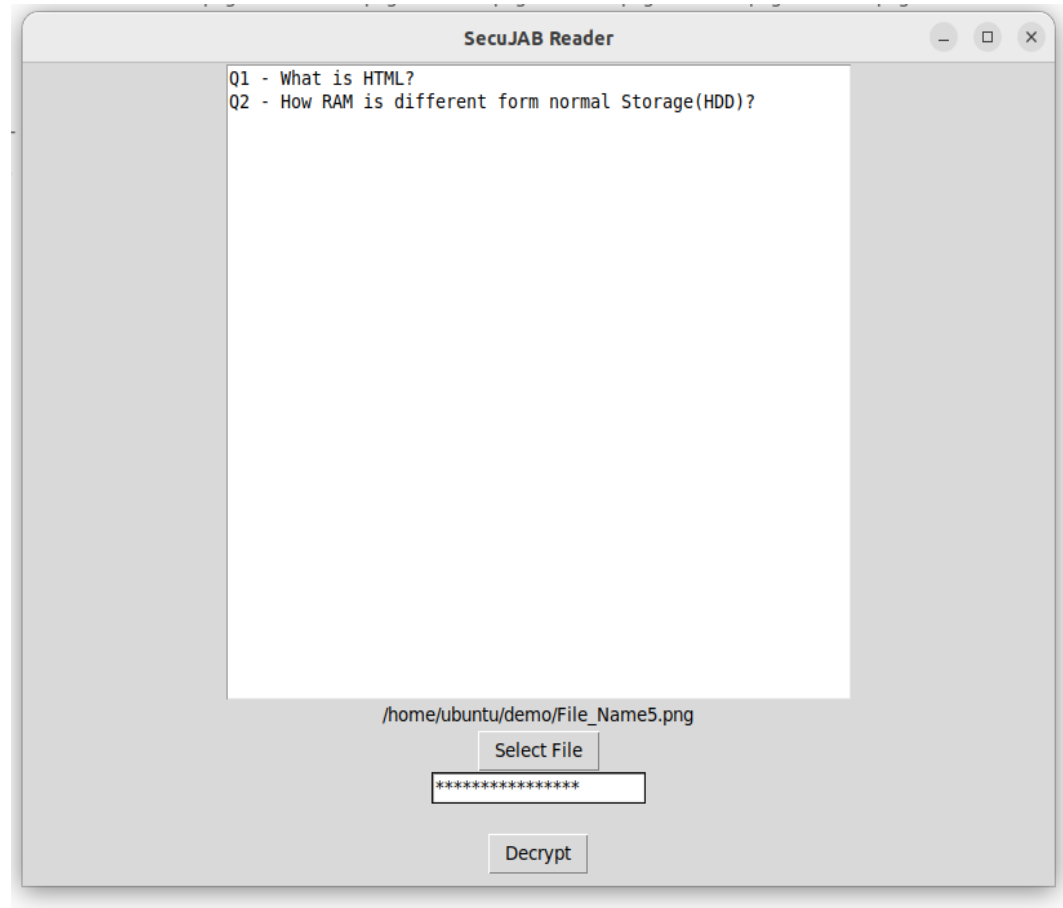 SecuJAB Reader
Q1 - What is HTML?
Q2 - How RAM is different form normal Storage(HDD)?
/home/ubuntu/demo/File_Name5.png
Select File
****************
Decrypt